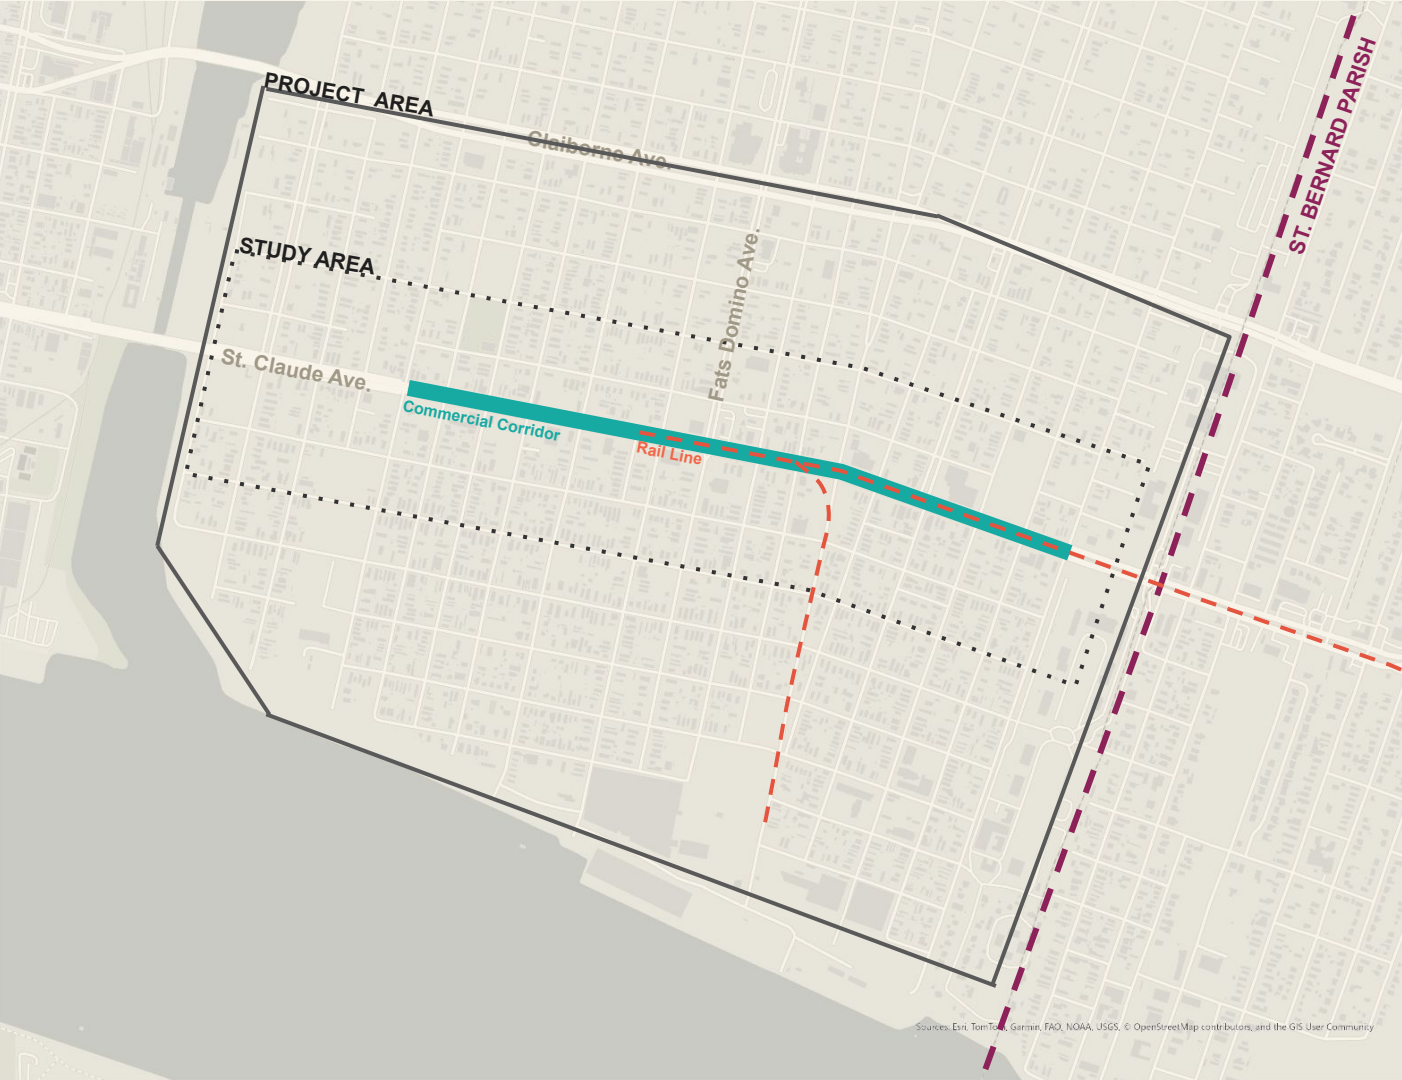 PROJECT AREA
Claiborne Ave.
ST. BERNARD PARISH
STUDY AREA
Fats Domino Ave.
St. Claude Ave.
Commercial Corridor
Rail Line
Sources: Esri, TomTom, Garmin, FAO, NOAA, USGS, © OpenStreetMap contributors, and the GIS User Community